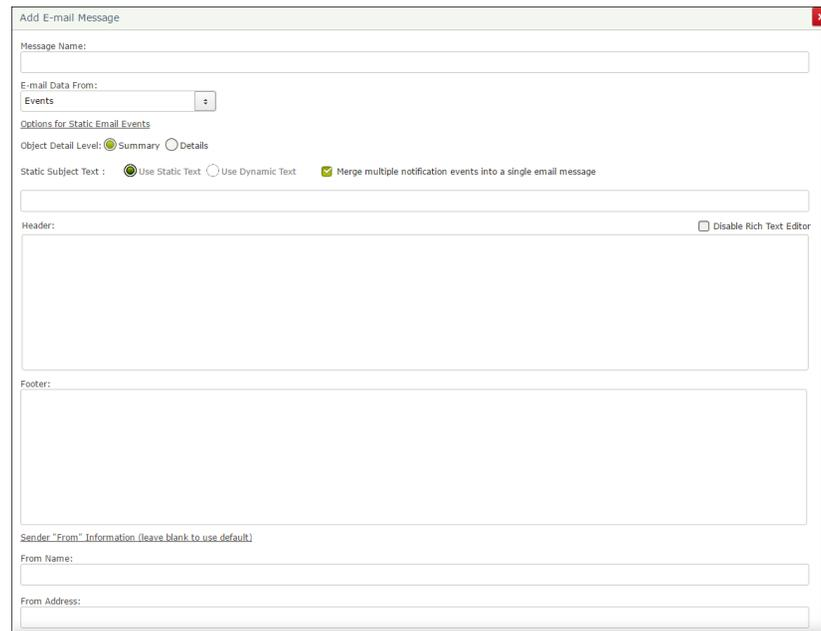 Add E-mail Message
Message Name:
E-mail Data From:
Events
Options for Static Email Events
Object Detail Level: Summary Details
Static Subject Text : Use Static Text Use Dynamic Text Merge multiple notification events into a single email message
Header: Disable Rich Text Editor
Footer:
Sender "From" Information (leave blank to use default)
From Name:
From Address: